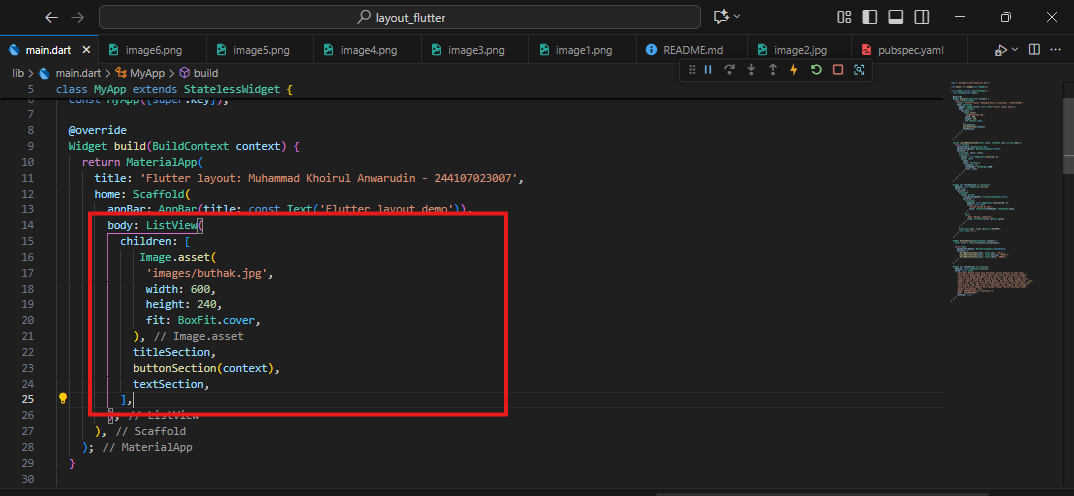 layout_flutter
main.dart image6.png image5.png image4.png image3.png image1.png README.md image2.jpg pubspec.yaml
lib > main.dart > MyApp > build
5 class MyApp extends StatelessWidget {
6 const MyApp({super.key});
7
8 @override
9 Widget build(BuildContext context) {
10 return MaterialApp(
11 title: 'Flutter layout: Muhammad Khoirul Anwarudin - 244107023007',
12 home: Scaffold(
13 appBar: AppBar(title: const Text('Flutter layout demo')),
14 body: ListView(
15 children: [
16 Image.asset(
17 'images/buthak.jpg',
18 width: 600,
19 height: 240,
20 fit: BoxFit.cover,
21 ), // Image.asset
22 titleSection,
23 buttonSection(context),
24 textSection,
25 ],
26 ), // ListView
27 ), // Scaffold
28 ); // MaterialApp
29 }
30